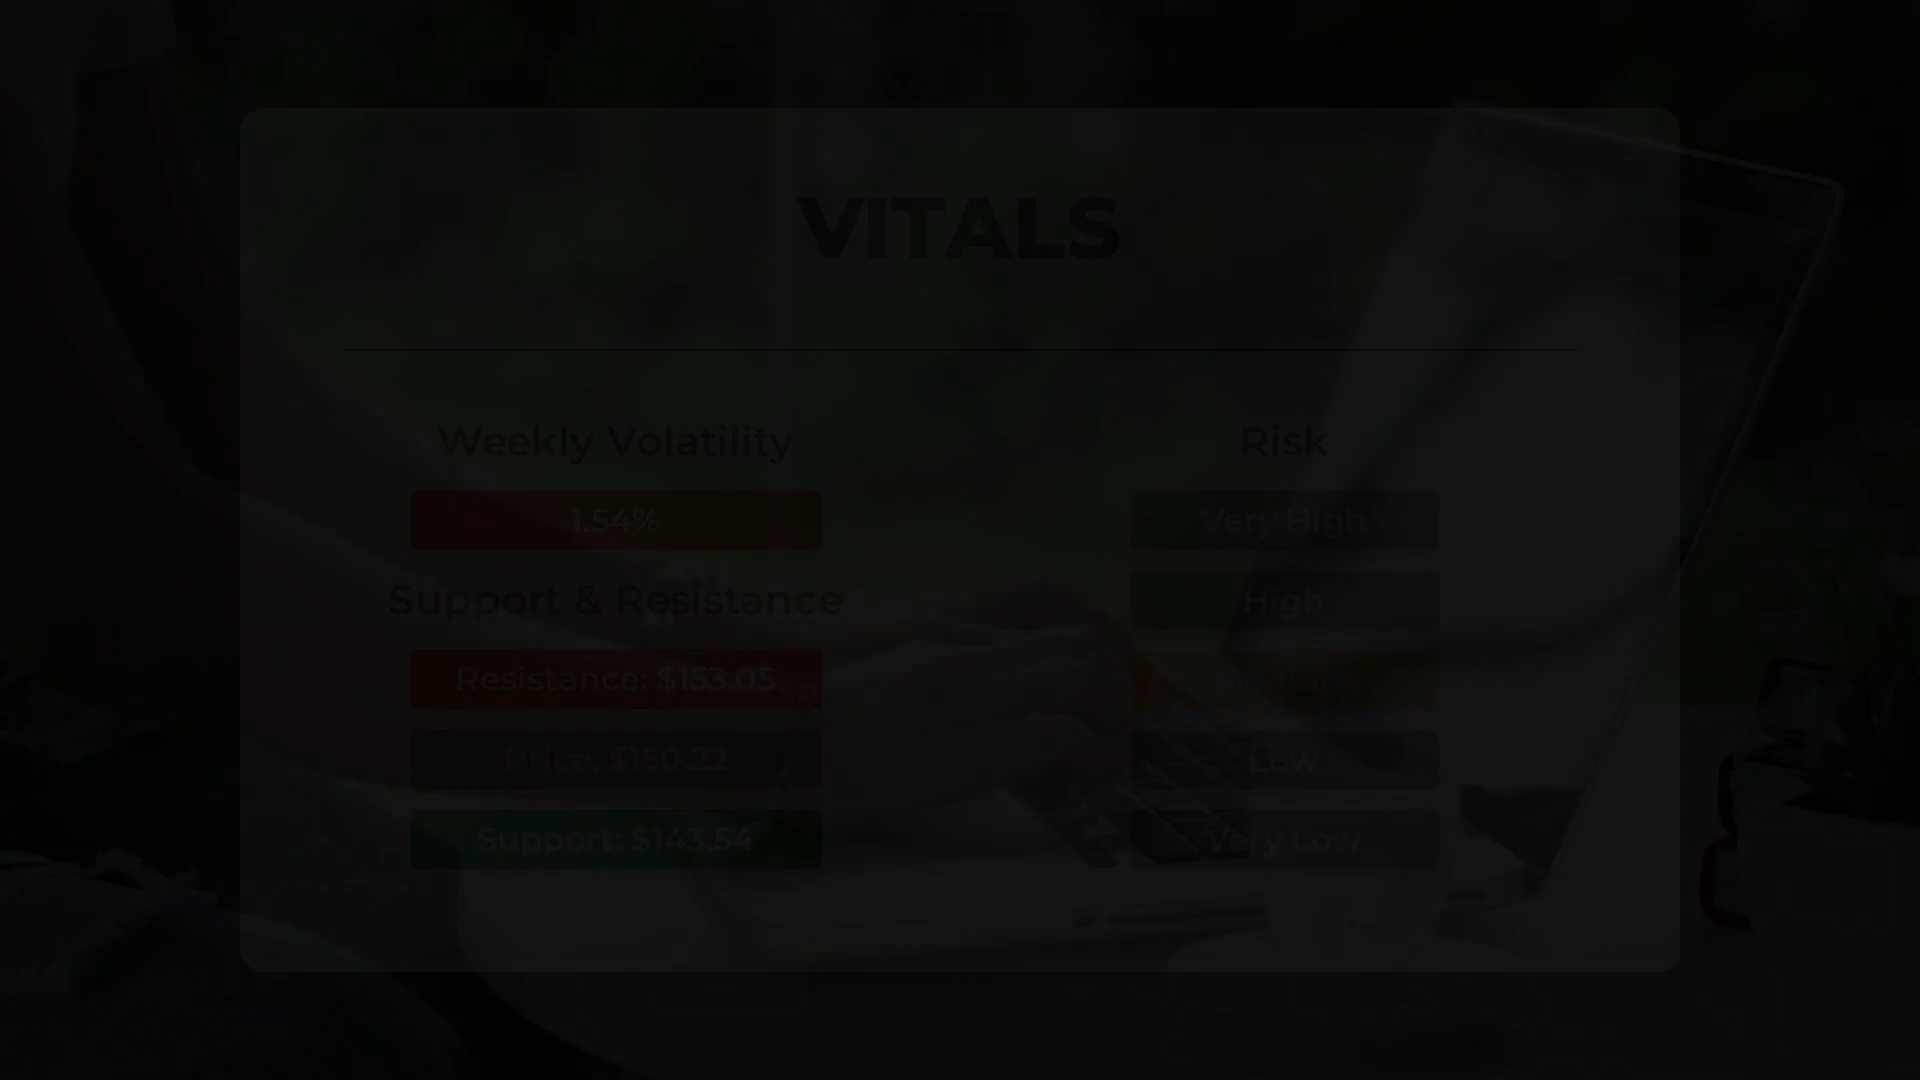 VITALS
Weekly Volatility
1.54%
Support & Resistance
Resistance: $153.05
Price: $150.22
Support: $143.54
Risk
Very High
High
Medium
Low
Very Low